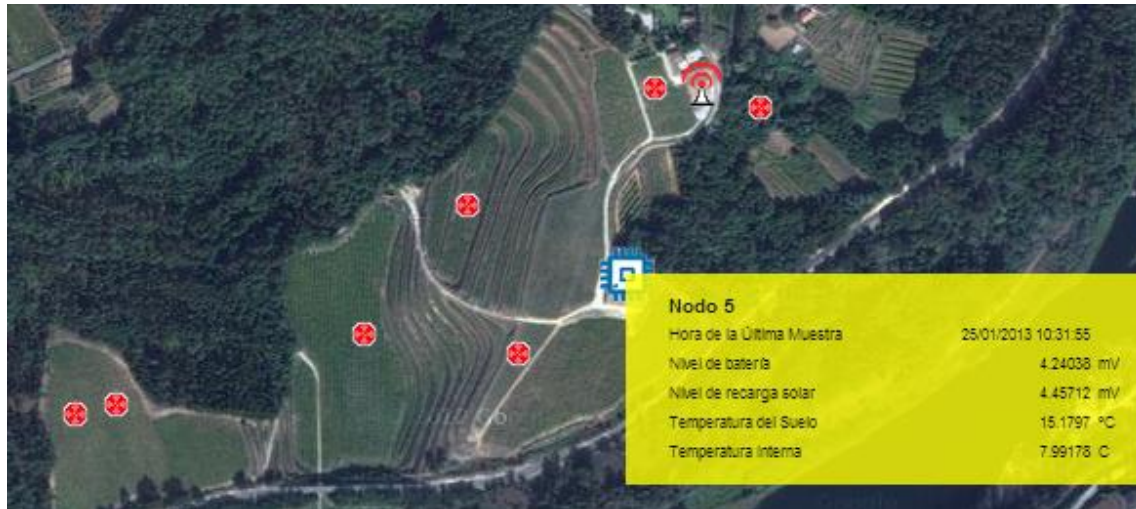 Nodo 5
Hora de la Última Muestra 25/01/2013 10:31:55
Nivel de batería 4.24038 mV
Nivel de recarga solar 4.45712 mV
Temperatura del Suelo 15.1797 ºC
Temperatura Interna 7.99178 C